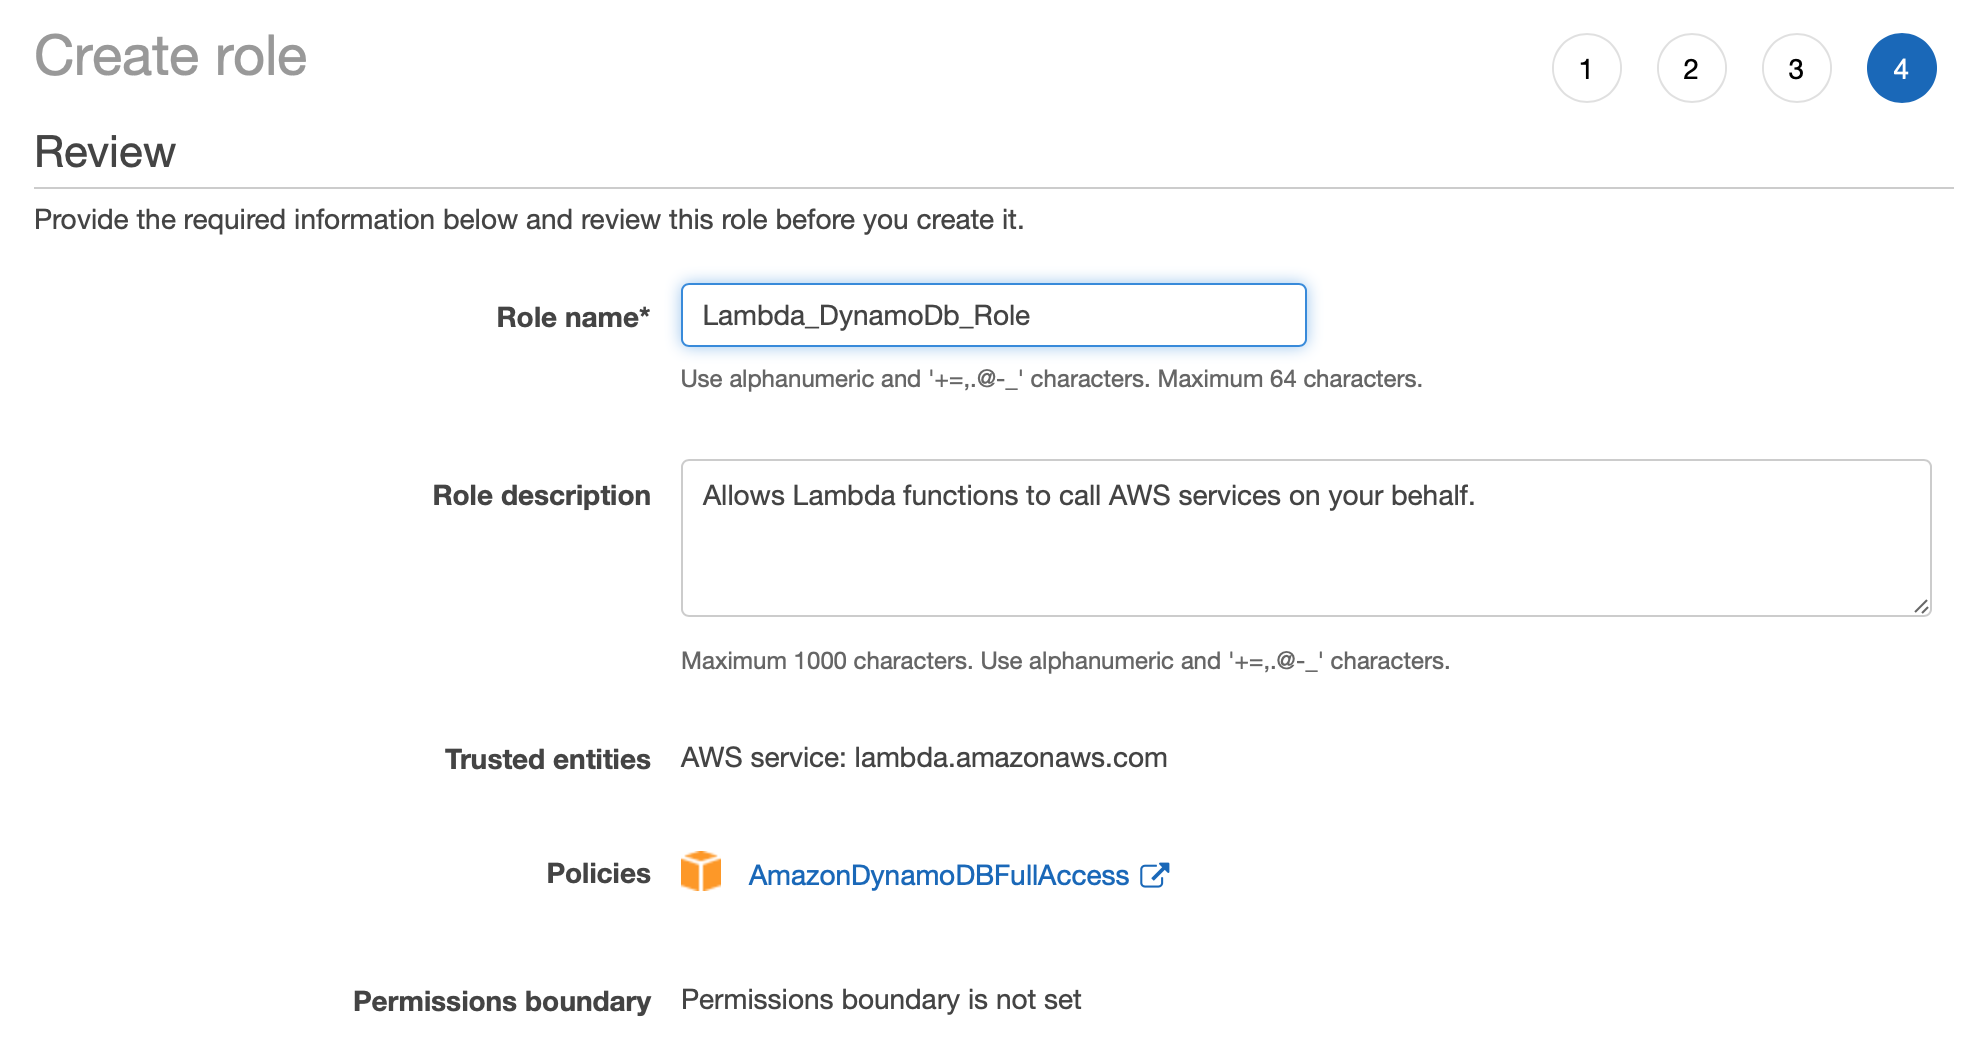 Create role
1 2 3 4
Review
Provide the required information below and review this role before you create it.
Role name* Lambda_DynamoDb_Role
Use alphanumeric and '+=,.@-_' characters. Maximum 64 characters.
Role description Allows Lambda functions to call AWS services on your behalf.
Maximum 1000 characters. Use alphanumeric and '+=,.@-_' characters.
Trusted entities AWS service: lambda.amazonaws.com
Policies AmazonDynamoDBFullAccess
Permissions boundary Permissions boundary is not set